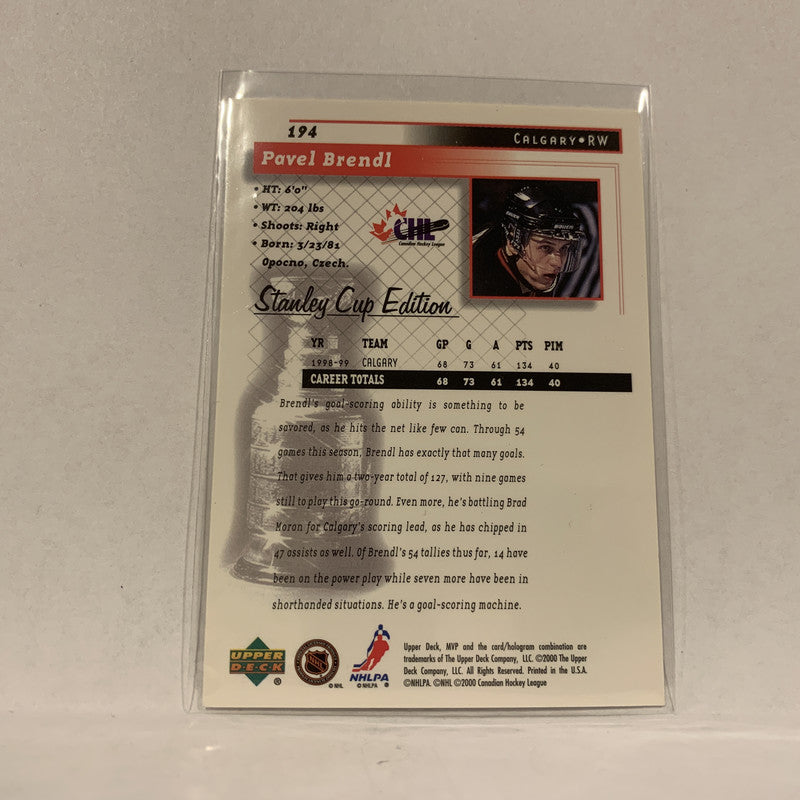 194
CALGARY•RW
Pavel Brendl
• HT: 6'0"
• WT: 204 lbs
• Shoots: Right
• Born: 3/23/81
Opocno, Czech.
CHL
Canadian Hockey League
Stanley Cup Edition
YR TEAM GP G A PTS PIM
1998-99 CALGARY 68 73 61 134 40
CAREER TOTALS 68 73 61 134 40
Brendl's goal-scoring ability is something to be
savored, as he hits the net like few can. Through 54
games this season, Brendl has exactly that many goals.
That gives him a two-year total of 127, with nine games
still to play this go-round. Even more, he's battling Brad
Moran for Calgary's scoring lead, as he has chipped in
47 assists as well. Of Brendl's 54 tallies thus far, 14 have
been on the power play while seven more have been in
shorthanded situations. He's a goal-scoring machine.
UPPER
DECK
®
NHL
© NHL
NHLPA
© NHLPA ®
Upper Deck, MVP and the card/hologram combination are
trademarks of The Upper Deck Company, LLC. ©2000 The Upper
Deck Company, LLC. All Rights Reserved. Printed in the U.S.A.
©NHLPA. ©NHL ©2000 Canadian Hockey League